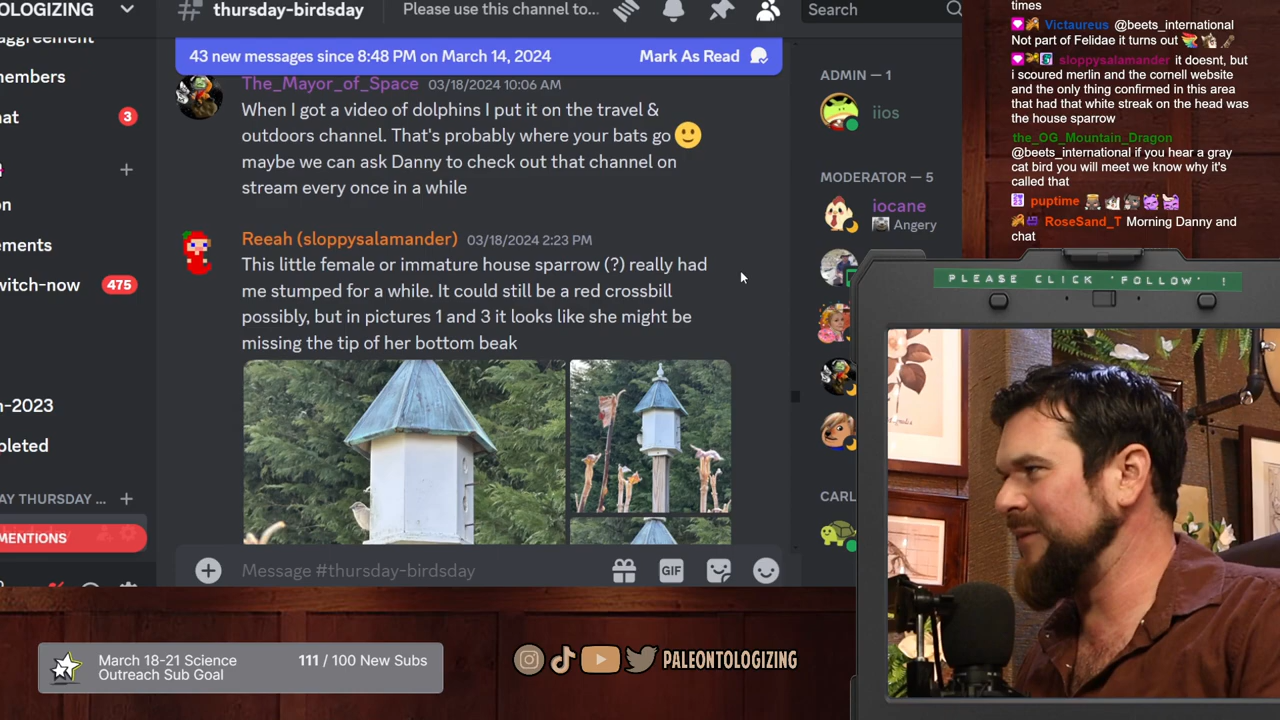 OLOGIZING
aggreement
embers
hat
3
on
ements
witch-now
475
n-2023
pleted
AY THURSDAY ...
MENTIONS
thursday-birdsday
Please use this channel to...
Search
43 new messages since 8:48 PM on March 14, 2024
Mark As Read
The_Mayor_of_Space 03/18/2024 10:06 AM
When I got a video of dolphins I put it on the travel &
outdoors channel. That's probably where your bats go 🙂
maybe we can ask Danny to check out that channel on
stream every once in a while
Reeah (sloppysalamander) 03/18/2024 2:23 PM
This little female or immature house sparrow (?) really had
me stumped for a while. It could still be a red crossbill
possibly, but in pictures 1 and 3 it looks like she might be
missing the tip of her bottom beak
Message #thursday-birdsday
GIF
ADMIN — 1
iios
MODERATOR — 5
iocane
Angery
CARL
times
Victaureus @beets_international
Not part of Felidae it turns out
sloppysalamander it doesnt, but
i scoured merlin and the cornell website
and the only thing confirmed in this area
that had that white streak on the head was
the house sparrow
the_OG_Mountain_Dragon
@beets_international if you hear a gray
cat bird you will meet we know why it's
called that
puptime
RoseSand_T Morning Danny and
chat
PLEASE CLICK 'FOLLOW' !
March 18-21 Science
Outreach Sub Goal
111 / 100 New Subs
PALEONTOLOGIZING